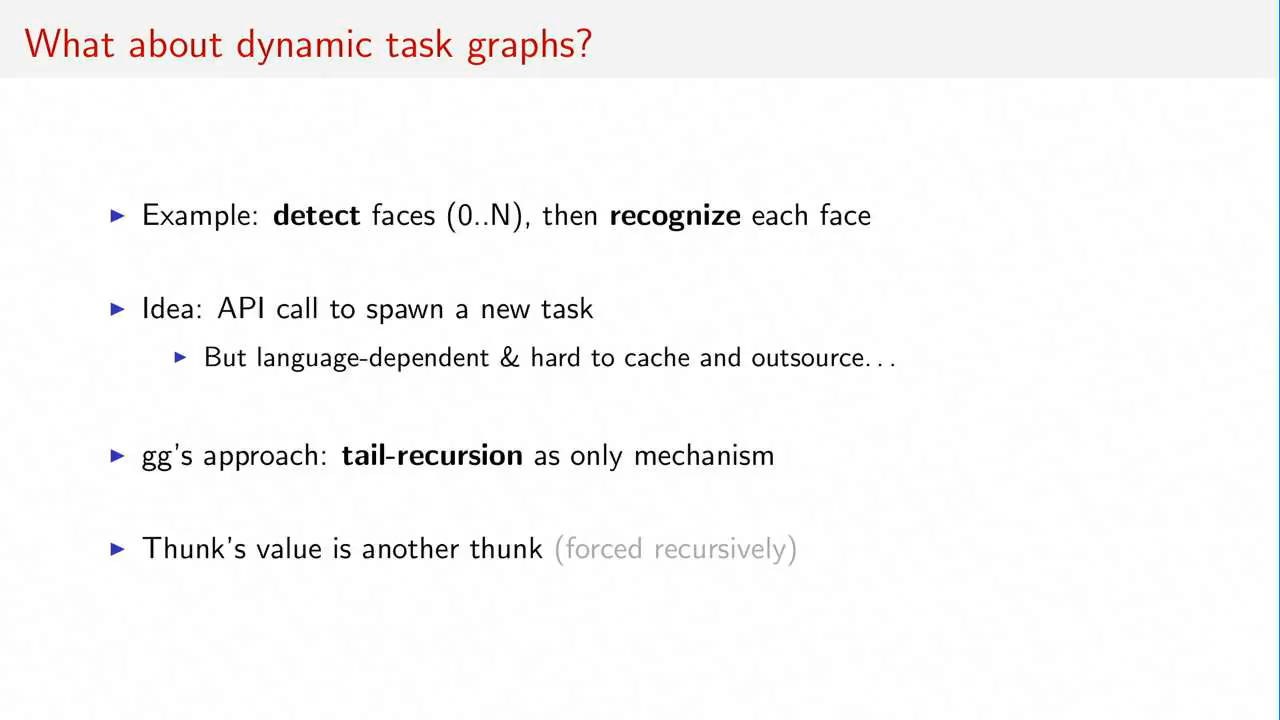 What about dynamic task graphs?
▶ Example: detect faces (0..N), then recognize each face
▶ Idea: API call to spawn a new task
▶ But language-dependent & hard to cache and outsource...
▶ gg's approach: tail-recursion as only mechanism
▶ Thunk's value is another thunk (forced recursively)